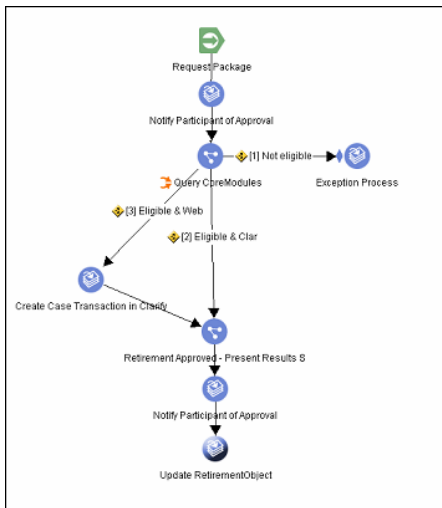 Request Package
Notify Participant of Approval
[1] Not eligible
Query CoreModules
Exception Process
[3] Eligible & Web
[2] Eligible & Clar
Create Case Transaction in Clarify
Retirement Approved - Present Results S
Notify Participant of Approval
Update RetirementObject